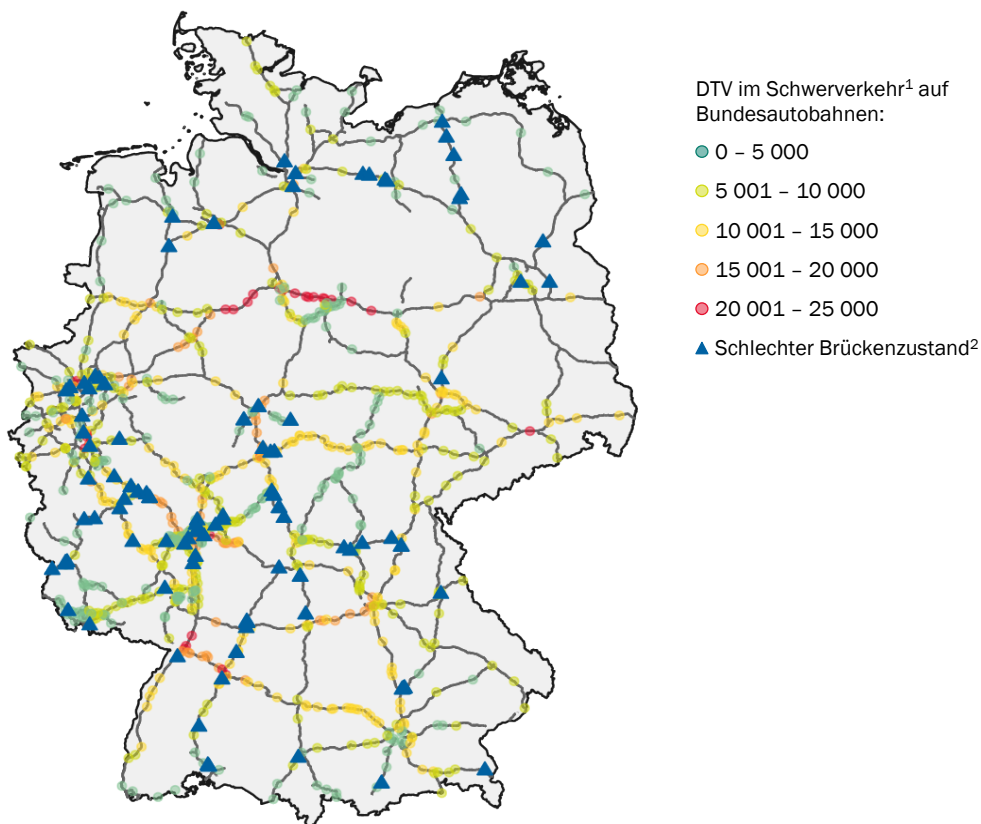 DTV im Schwerverkehr¹ auf
Bundesautobahnen:
0 – 5 000
5 001 – 10 000
10 001 – 15 000
15 001 – 20 000
20 001 – 25 000
Schlechter Brückenzustand²